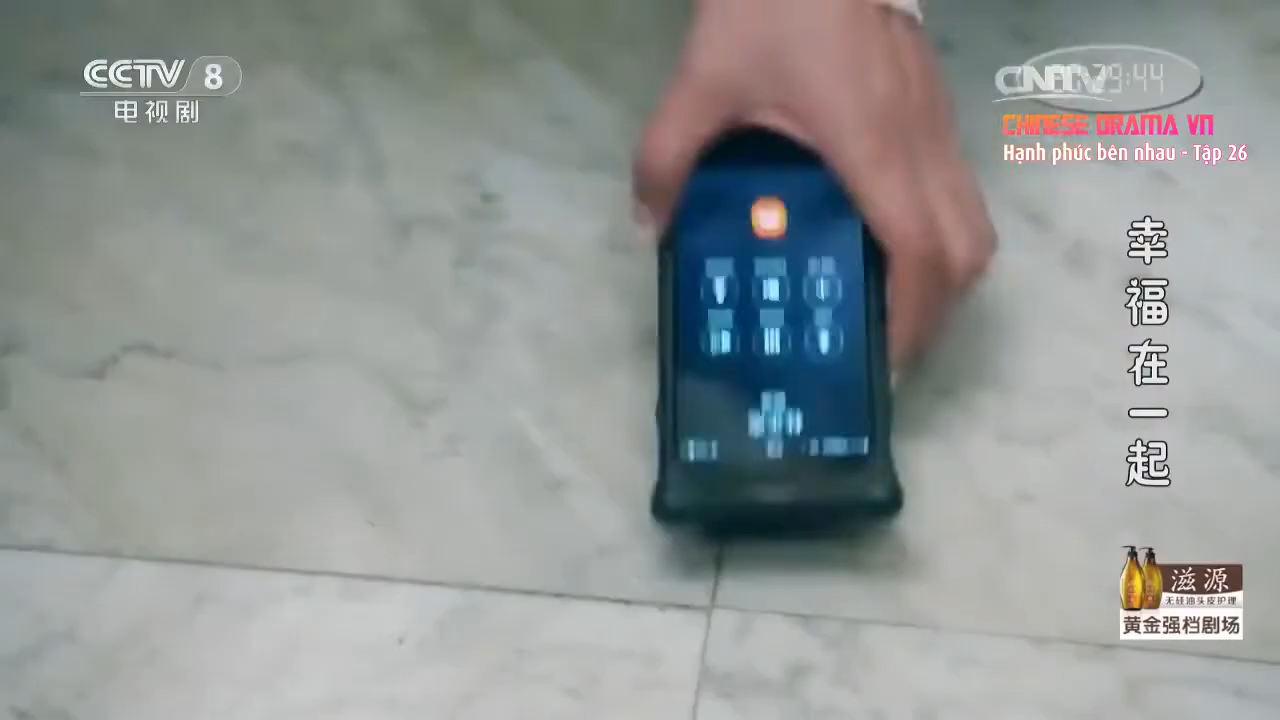 CCTV 8
电视剧
CHINESE DRAMA VN
Hạnh phúc bên nhau - Tập 26
幸福在一起
滋源
无硅油头皮护理
黄金强档剧场